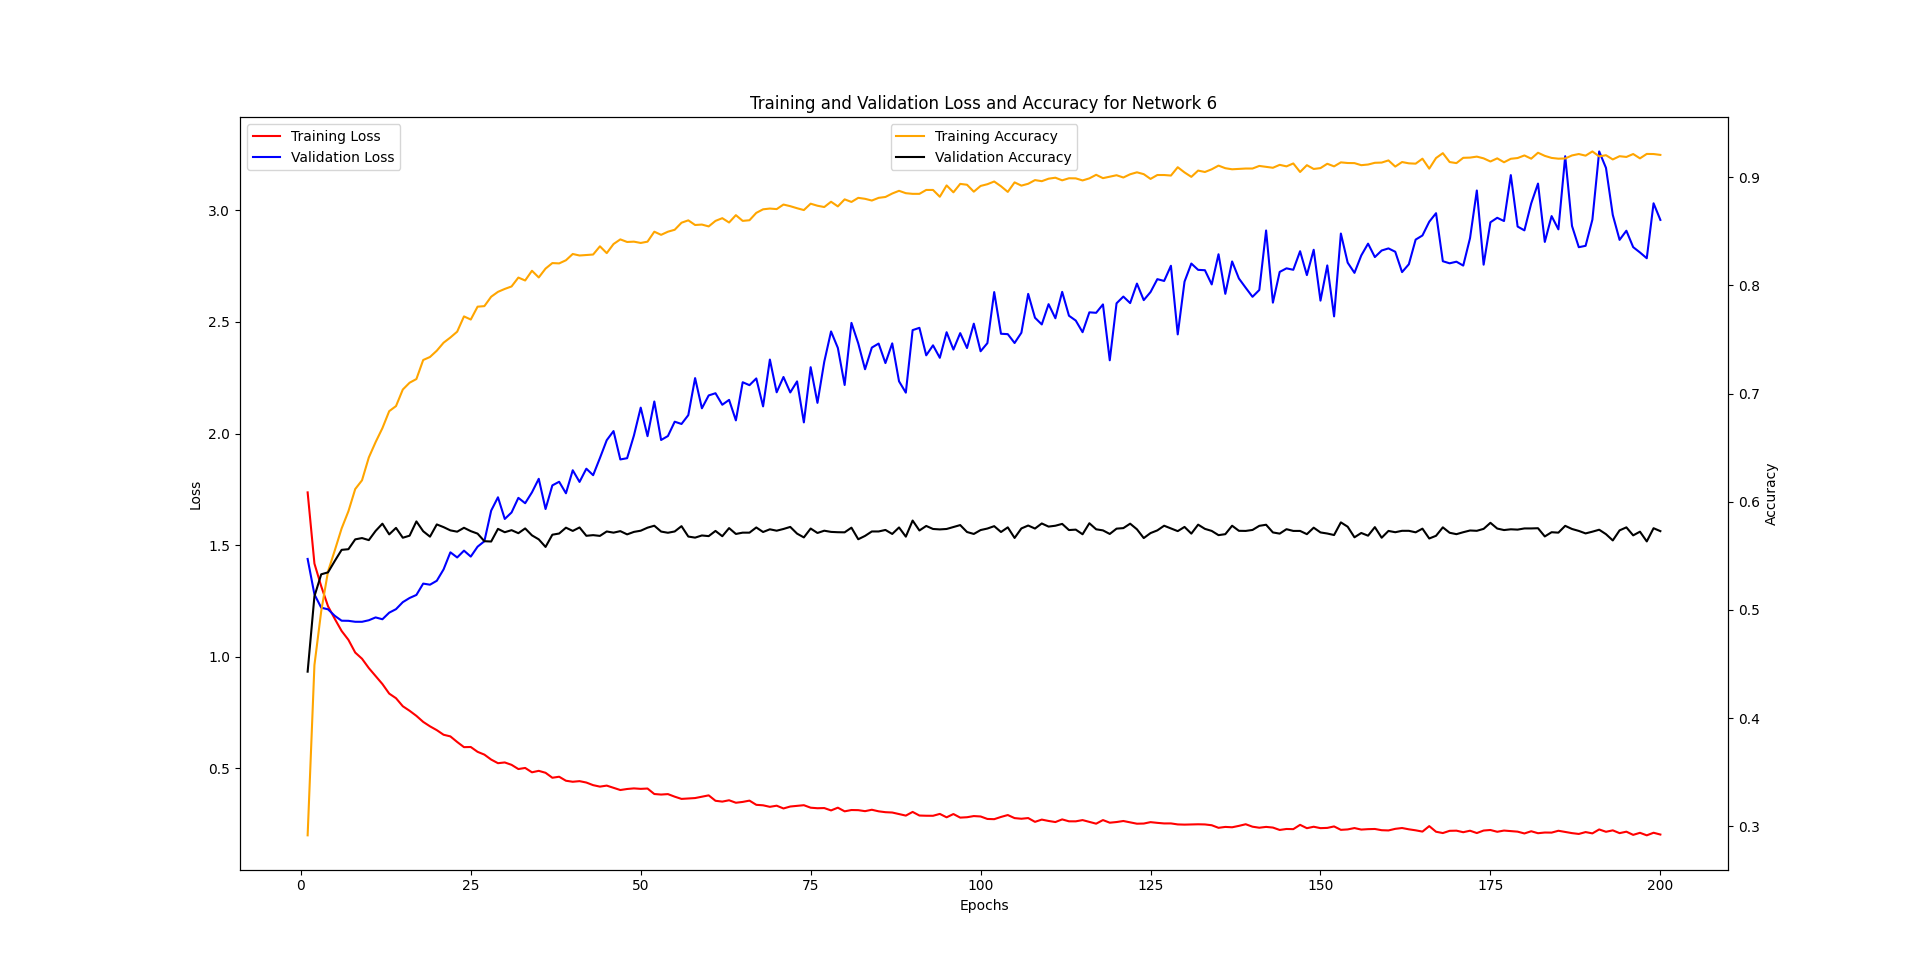 Training and Validation Loss and Accuracy for Network 6
Training Loss
Validation Loss
Training Accuracy
Validation Accuracy
3.0
2.5
2.0
1.5
1.0
0.5
Loss
0.9
0.8
0.7
0.6
0.5
0.4
0.3
Accuracy
0 25 50 75 100 125 150 175 200
Epochs